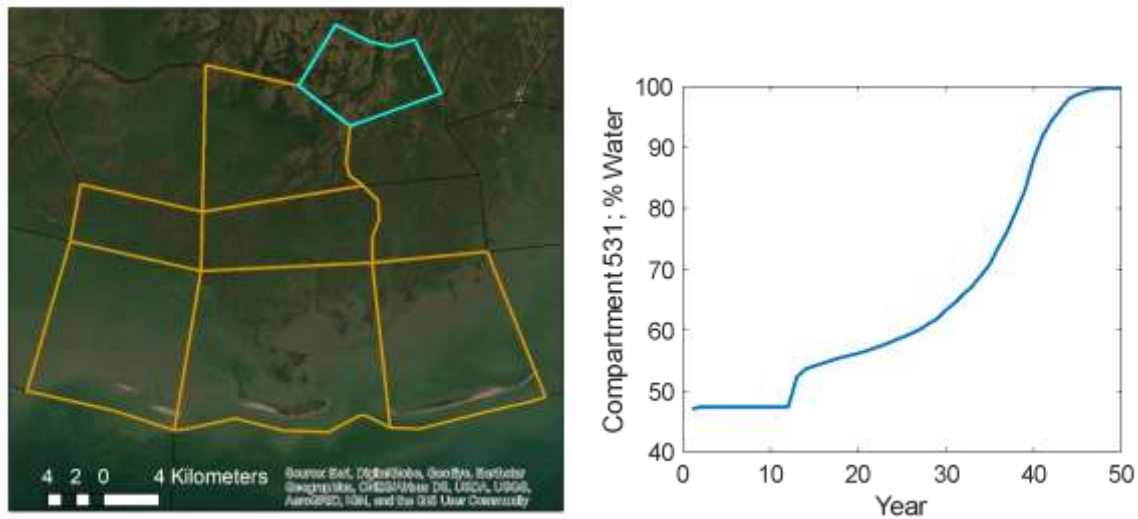 4 2 0 4 Kilometers
Source: Esri, DigitalGlobe, GeoEye, Earthstar
Geographics, CNES/Airbus DS, USDA, USGS,
AeroGRID, IGN, and the GIS User Community
Compartment 531; % Water
100
90
80
70
60
50
40
0 10 20 30 40 50
Year